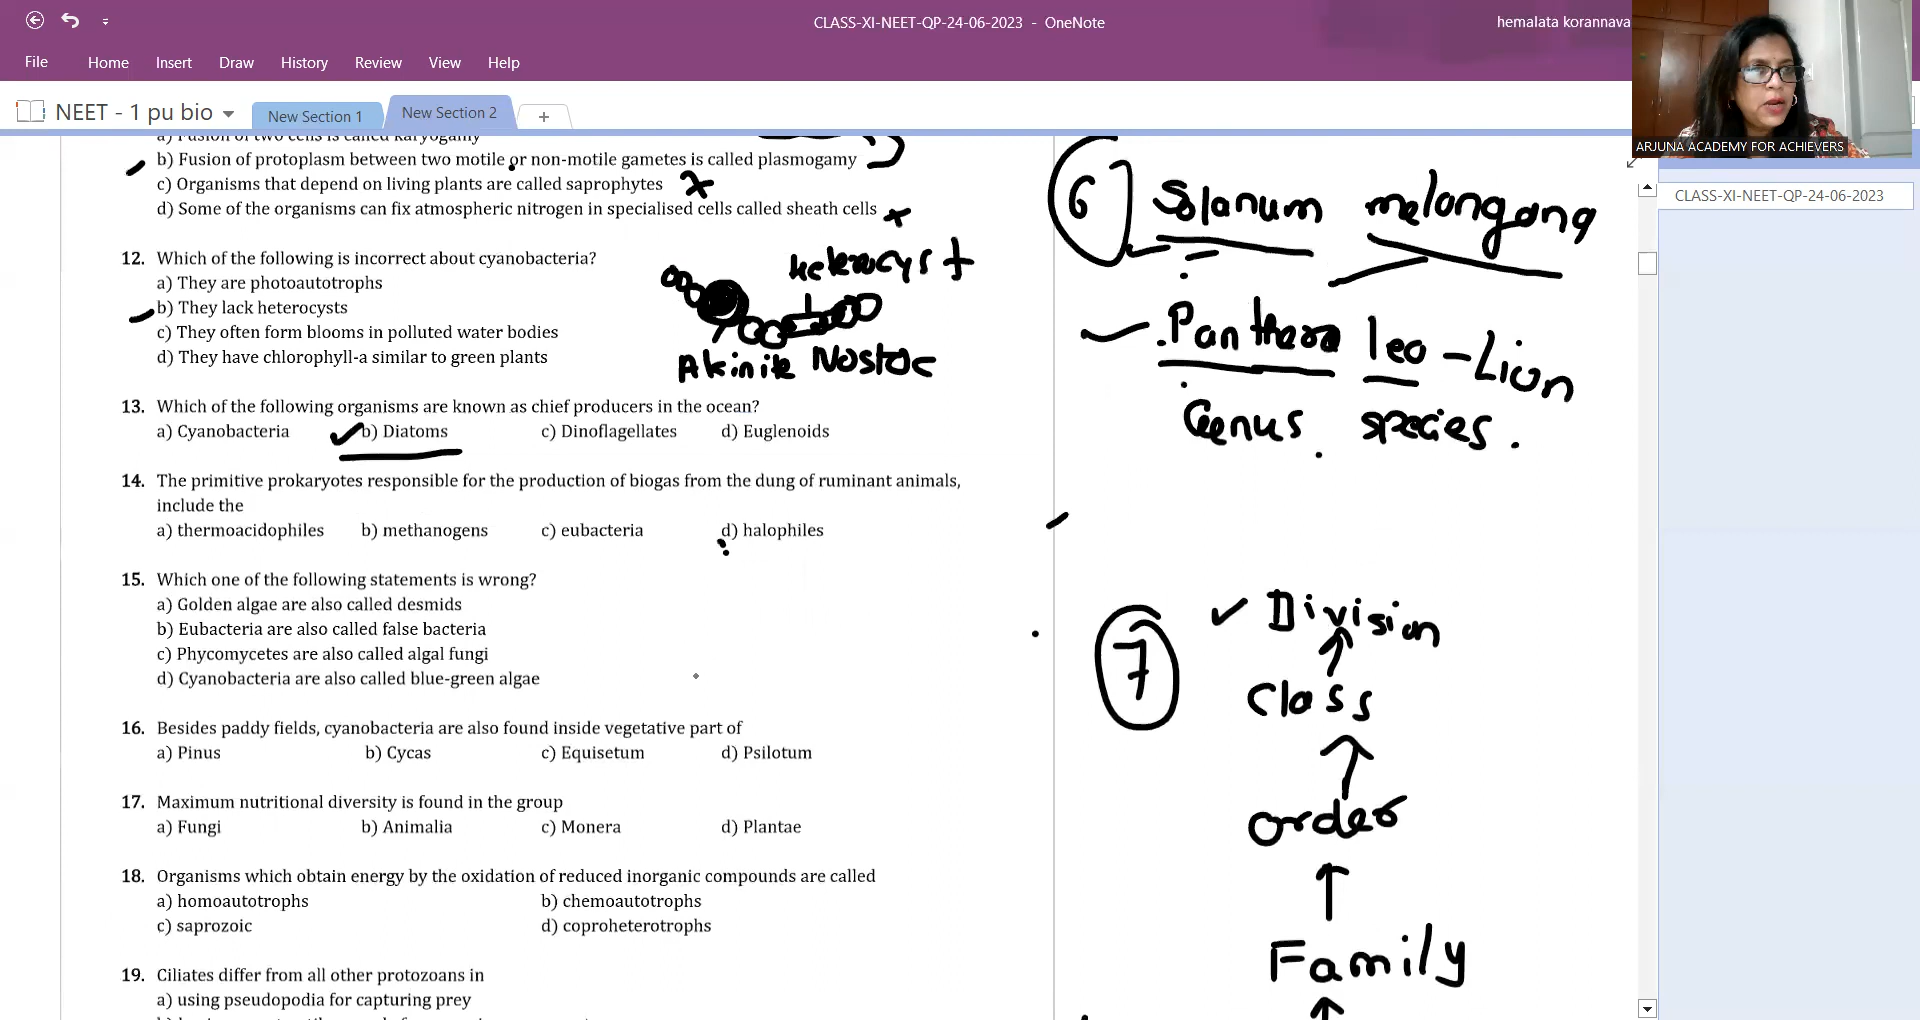 CLASS-XI-NEET-QP-24-06-2023 - OneNote
hemalata korannava
File Home Insert Draw History Review View Help
ARJUNA ACADEMY FOR ACHIEVERS
NEET - 1 pu bio
New Section 1
New Section 2
+
CLASS-XI-NEET-QP-24-06-2023
a) Fusion of two cells is called karyogamy
b) Fusion of protoplasm between two motile or non-motile gametes is called plasmogamy
c) Organisms that depend on living plants are called saprophytes
d) Some of the organisms can fix atmospheric nitrogen in specialised cells called sheath cells
12. Which of the following is incorrect about cyanobacteria?
a) They are photoautotrophs
b) They lack heterocysts
c) They often form blooms in polluted water bodies
d) They have chlorophyll-a similar to green plants
Heterocyst
Akinite Nostoc
13. Which of the following organisms are known as chief producers in the ocean?
a) Cyanobacteria b) Diatoms c) Dinoflagellates d) Euglenoids
14. The primitive prokaryotes responsible for the production of biogas from the dung of ruminant animals,
include the
a) thermoacidophiles b) methanogens c) eubacteria d) halophiles
15. Which one of the following statements is wrong?
a) Golden algae are also called desmids
b) Eubacteria are also called false bacteria
c) Phycomycetes are also called algal fungi
d) Cyanobacteria are also called blue-green algae
16. Besides paddy fields, cyanobacteria are also found inside vegetative part of
a) Pinus b) Cycas c) Equisetum d) Psilotum
17. Maximum nutritional diversity is found in the group
a) Fungi b) Animalia c) Monera d) Plantae
18. Organisms which obtain energy by the oxidation of reduced inorganic compounds are called
a) homoautotrophs b) chemoautotrophs
c) saprozoic d) coproheterotrophs
19. Ciliates differ from all other protozoans in
a) using pseudopodia for capturing prey
6 Solanum melongana
Panthera leo - Lion
Genus species.
7 Division
Class
order
Family